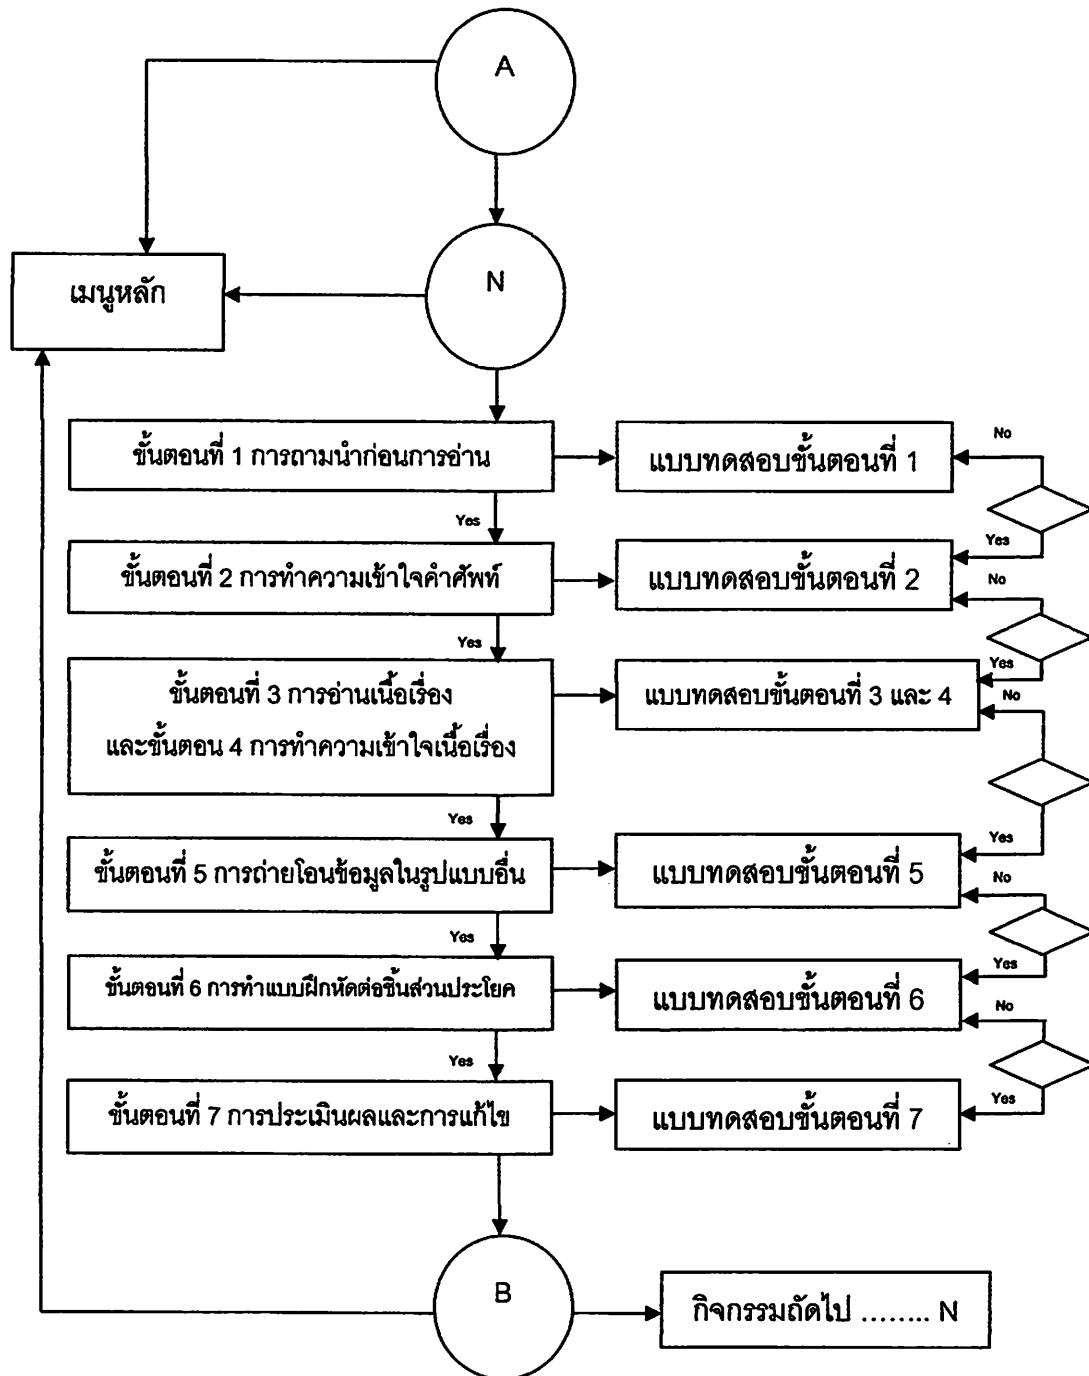 A
N
เมนูหลัก
ขั้นตอนที่ 1 การถามนำก่อนการอ่าน
แบบทดสอบขั้นตอนที่ 1
No
Yes
Yes
ขั้นตอนที่ 2 การทำความเข้าใจคำศัพท์
แบบทดสอบขั้นตอนที่ 2
No
Yes
Yes
ขั้นตอนที่ 3 การอ่านเนื้อเรื่อง
และขั้นตอน 4 การทำความเข้าใจเนื้อเรื่อง
แบบทดสอบขั้นตอนที่ 3 และ 4
No
Yes
Yes
ขั้นตอนที่ 5 การถ่ายโอนข้อมูลในรูปแบบอื่น
แบบทดสอบขั้นตอนที่ 5
No
Yes
Yes
ขั้นตอนที่ 6 การทำแบบฝึกหัดต่อชิ้นส่วนประโยค
แบบทดสอบขั้นตอนที่ 6
No
Yes
Yes
ขั้นตอนที่ 7 การประเมินผลและการแก้ไข
แบบทดสอบขั้นตอนที่ 7
B
กิจกรรมถัดไป ........ N